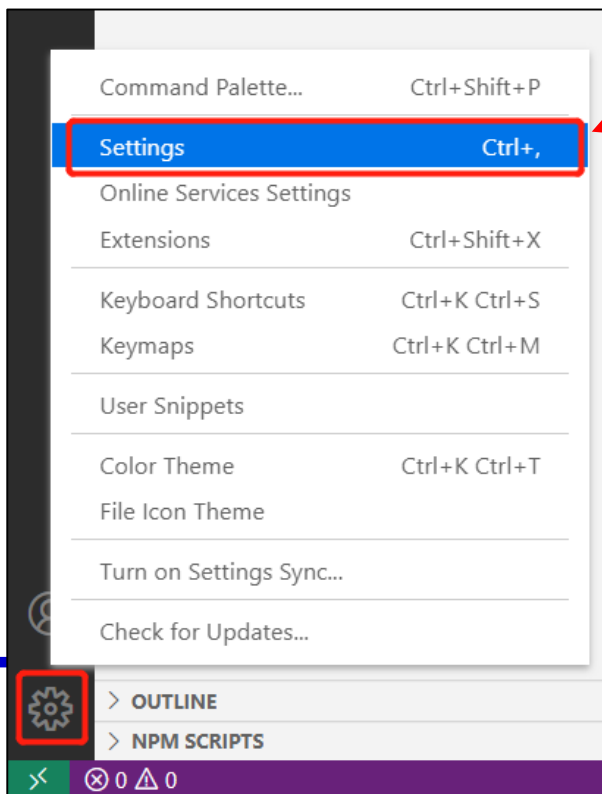 Command Palette... Ctrl+Shift+P
Settings Ctrl+,
Online Services Settings
Extensions Ctrl+Shift+X
Keyboard Shortcuts Ctrl+K Ctrl+S
Keymaps Ctrl+K Ctrl+M
User Snippets
Color Theme Ctrl+K Ctrl+T
File Icon Theme
Turn on Settings Sync...
Check for Updates...
OUTLINE
NPM SCRIPTS
0 0